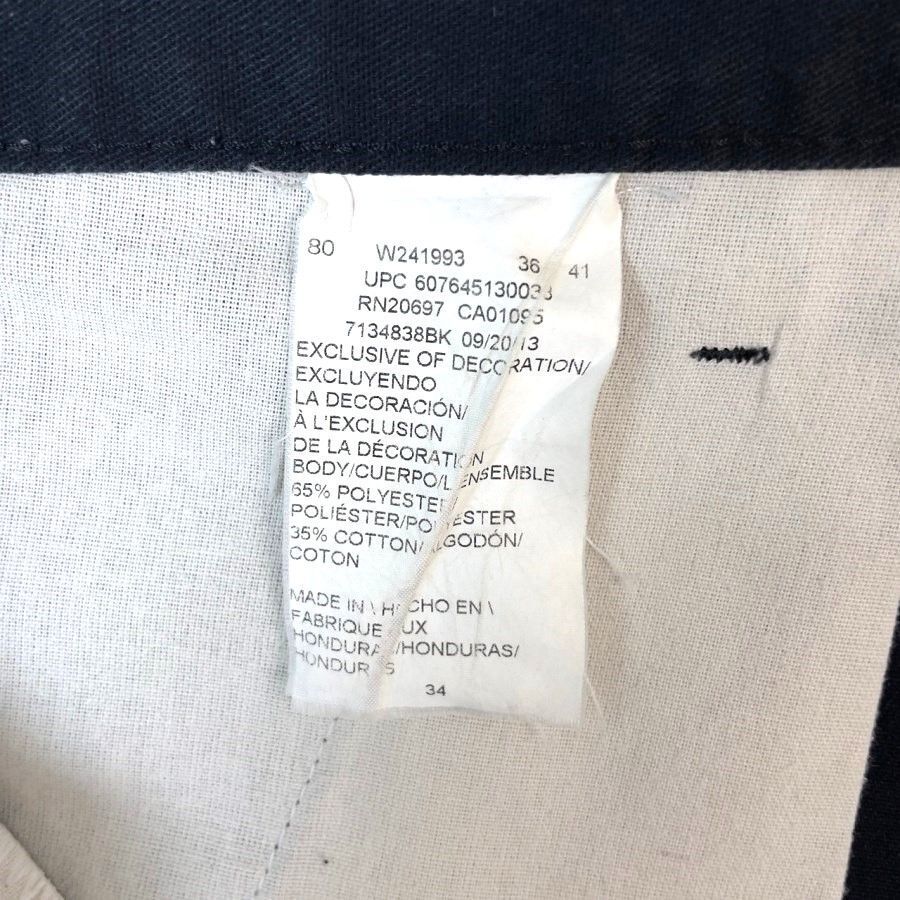 80 W241993 36 41
UPC 607645130033
RN20697 CA01095
7134838BK 09/20/13
EXCLUSIVE OF DECORATION/
EXCLUYENDO
LA DECORACIÓN/
À L'EXCLUSION
DE LA DÉCORATION
BODY/CUERPO/L'ENSEMBLE
65% POLYESTER/
POLIÉSTER/POLYESTER
35% COTTON/ALGODÓN/
COTON
MADE IN \ HECHO EN \
FABRIQUE AUX
HONDURAS/HONDURAS/
HONDURAS
34